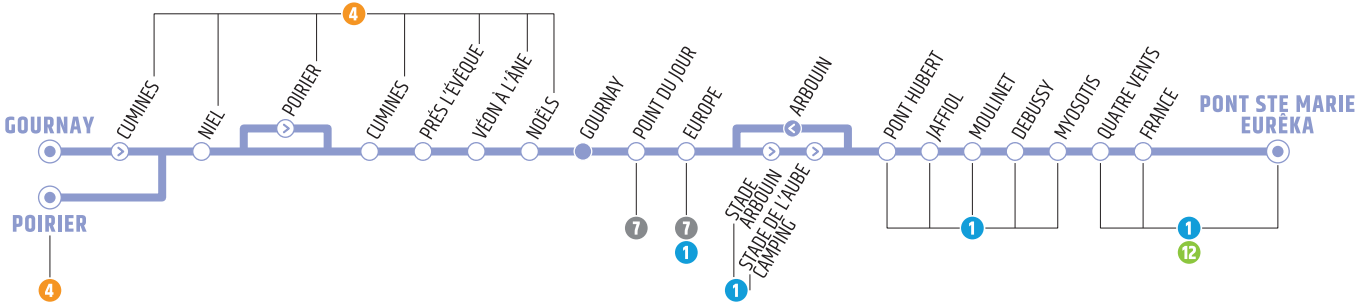 4
GOURNAY
POIRIER
4
CUMINES
NIEL
POIRIER
CUMINES
PRÉS L'ÉVÊQUE
VÉON À L'ÂNE
NOËLS
GOURNAY
POINT DU JOUR
7
EUROPE
7
1
ARBOUIN
STADE
ARBOUIN
STADE DE L'AUBE
CAMPING
1
PONT HUBERT
JAFFIOL
MOULINET
DEBUSSY
MYOSOTIS
1
QUATRE VENTS
FRANCE
1
12
PONT STE MARIE
EURÊKA